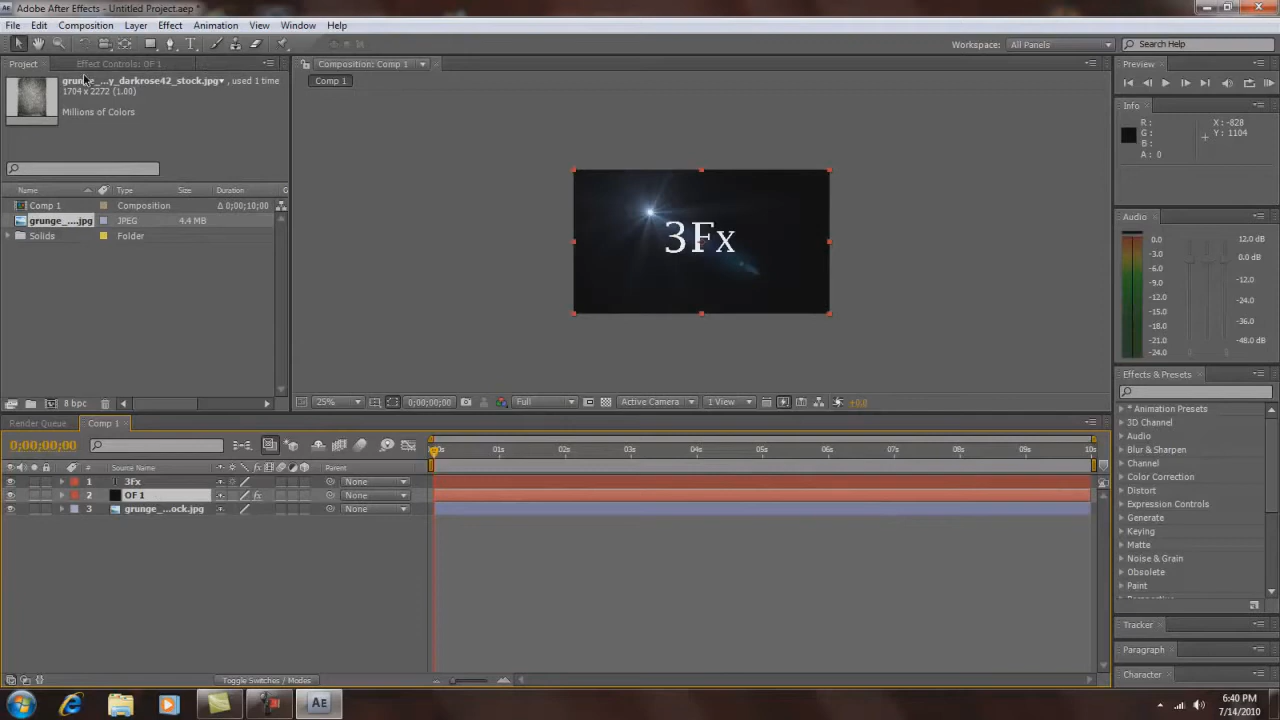 Adobe After Effects - Untitled Project.aep *
File Edit Composition Layer Effect Animation View Window Help
Workspace: All Panels Search Help
Project Effect Controls: OF 1 Composition: Comp 1 Preview
grunge_...y_darkrose42_stock.jpg , used 1 time
1704 x 2272 (1.00)
Millions of Colors
Comp 1
Info
R :
G :
B :
A : 0
X : -828
Y : 1104
Name Type Size Duration
Comp 1 Composition Δ 0;00;10;00
grunge_....jpg JPEG 4.4 MB
Solids Folder
3Fx
Audio
0.0
-3.0
-6.0
-9.0
-12.0
-15.0
-18.0
-21.0
-24.0
12.0 dB
0.0 dB
-12.0
-24.0
-36.0
-48.0 dB
8 bpc
25% 0;00;00;00 Full Active Camera 1 View +0.0
Effects & Presets
* Animation Presets
3D Channel
Audio
Blur & Sharpen
Channel
Color Correction
Distort
Expression Controls
Generate
Keying
Matte
Noise & Grain
Obsolete
Paint
Tracker
Paragraph
Character
Render Queue Comp 1
0;00;00;00
01s 02s 03s 04s 05s 06s 07s 08s 09s 10s
# Source Name Parent
1 T 3Fx None
2 OF 1 fx None
3 grunge_...ock.jpg None
Toggle Switches / Modes
AE
6:40 PM
7/14/2010